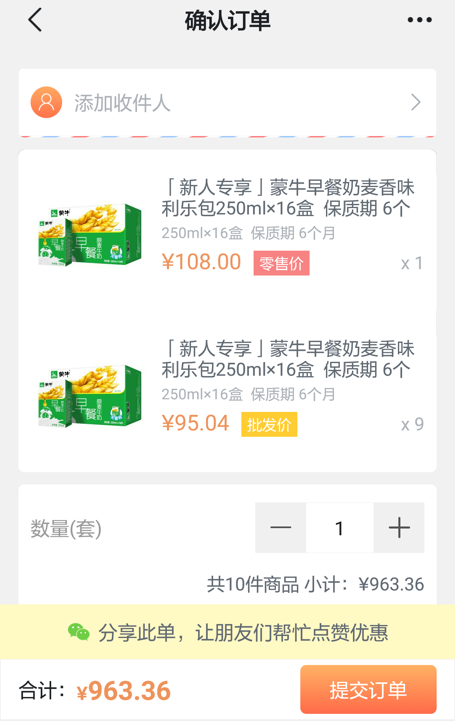 确认订单
添加收件人
「新人专享」蒙牛早餐奶麦香味
利乐包250ml×16盒 保质期 6个
250ml×16盒 保质期 6个月
¥108.00 零售价 x 1
「新人专享」蒙牛早餐奶麦香味
利乐包250ml×16盒 保质期 6个
250ml×16盒 保质期 6个月
¥95.04 批发价 x 9
数量(套) — 1 +
共10件商品 小计：¥963.36
分享此单，让朋友们帮忙点赞优惠
合计：¥963.36 提交订单